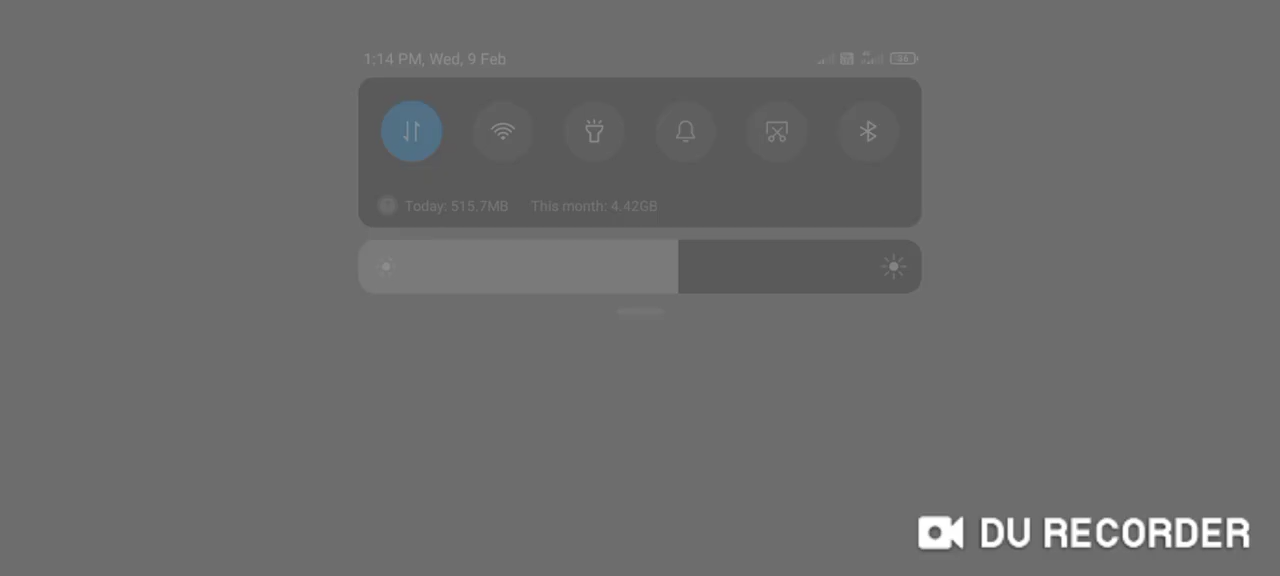 1:14 PM, Wed, 9 Feb
36
Today: 515.7MB This month: 4.42GB
DU RECORDER